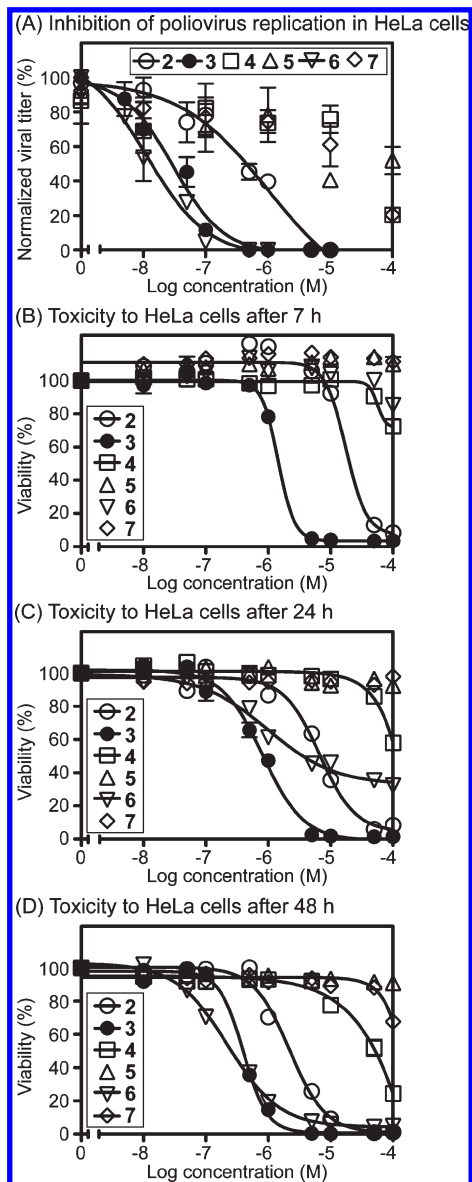 (A) Inhibition of poliovirus replication in HeLa cells
2 3 4 5 6 7
Normalized viral titer (%)
100
80
60
40
20
0
0 -8 -7 -6 -5 -4
Log concentration (M)
(B) Toxicity to HeLa cells after 7 h
Viability (%)
100
80
60
40
20
0
2
3
4
5
6
7
0 -8 -7 -6 -5 -4
Log concentration (M)
(C) Toxicity to HeLa cells after 24 h
Viability (%)
100
80
60
40
20
0
2
3
4
5
6
7
0 -8 -7 -6 -5 -4
Log concentration (M)
(D) Toxicity to HeLa cells after 48 h
Viability (%)
100
80
60
40
20
0
2
3
4
5
6
7
0 -8 -7 -6 -5 -4
Log concentration (M)